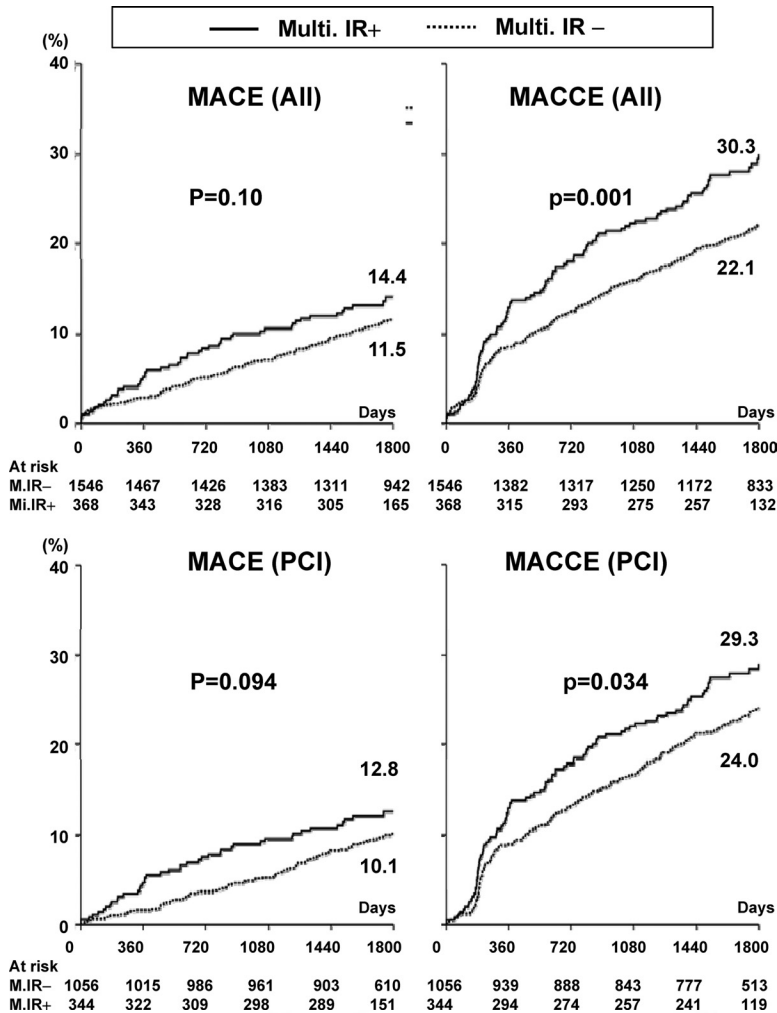 Multi. IR+ Multi. IR –
(%)
MACE (All) MACCE (All)
40
30
20
10
0
P=0.10 p=0.001
14.4
11.5
30.3
22.1
Days Days
0 360 720 1080 1440 1800 0 360 720 1080 1440 1800
At risk
M.IR– 1546 1467 1426 1383 1311 942 1546 1382 1317 1250 1172 833
Mi.IR+ 368 343 328 316 305 165 368 315 293 275 257 132
(%)
MACE (PCI) MACCE (PCI)
40
30
20
10
0
P=0.094 p=0.034
12.8
10.1
29.3
24.0
Days Days
0 360 720 1080 1440 1800 0 360 720 1080 1440 1800
At risk
M.IR– 1056 1015 986 961 903 610 1056 939 888 843 777 513
M.IR+ 344 322 309 298 289 151 344 294 274 257 241 119